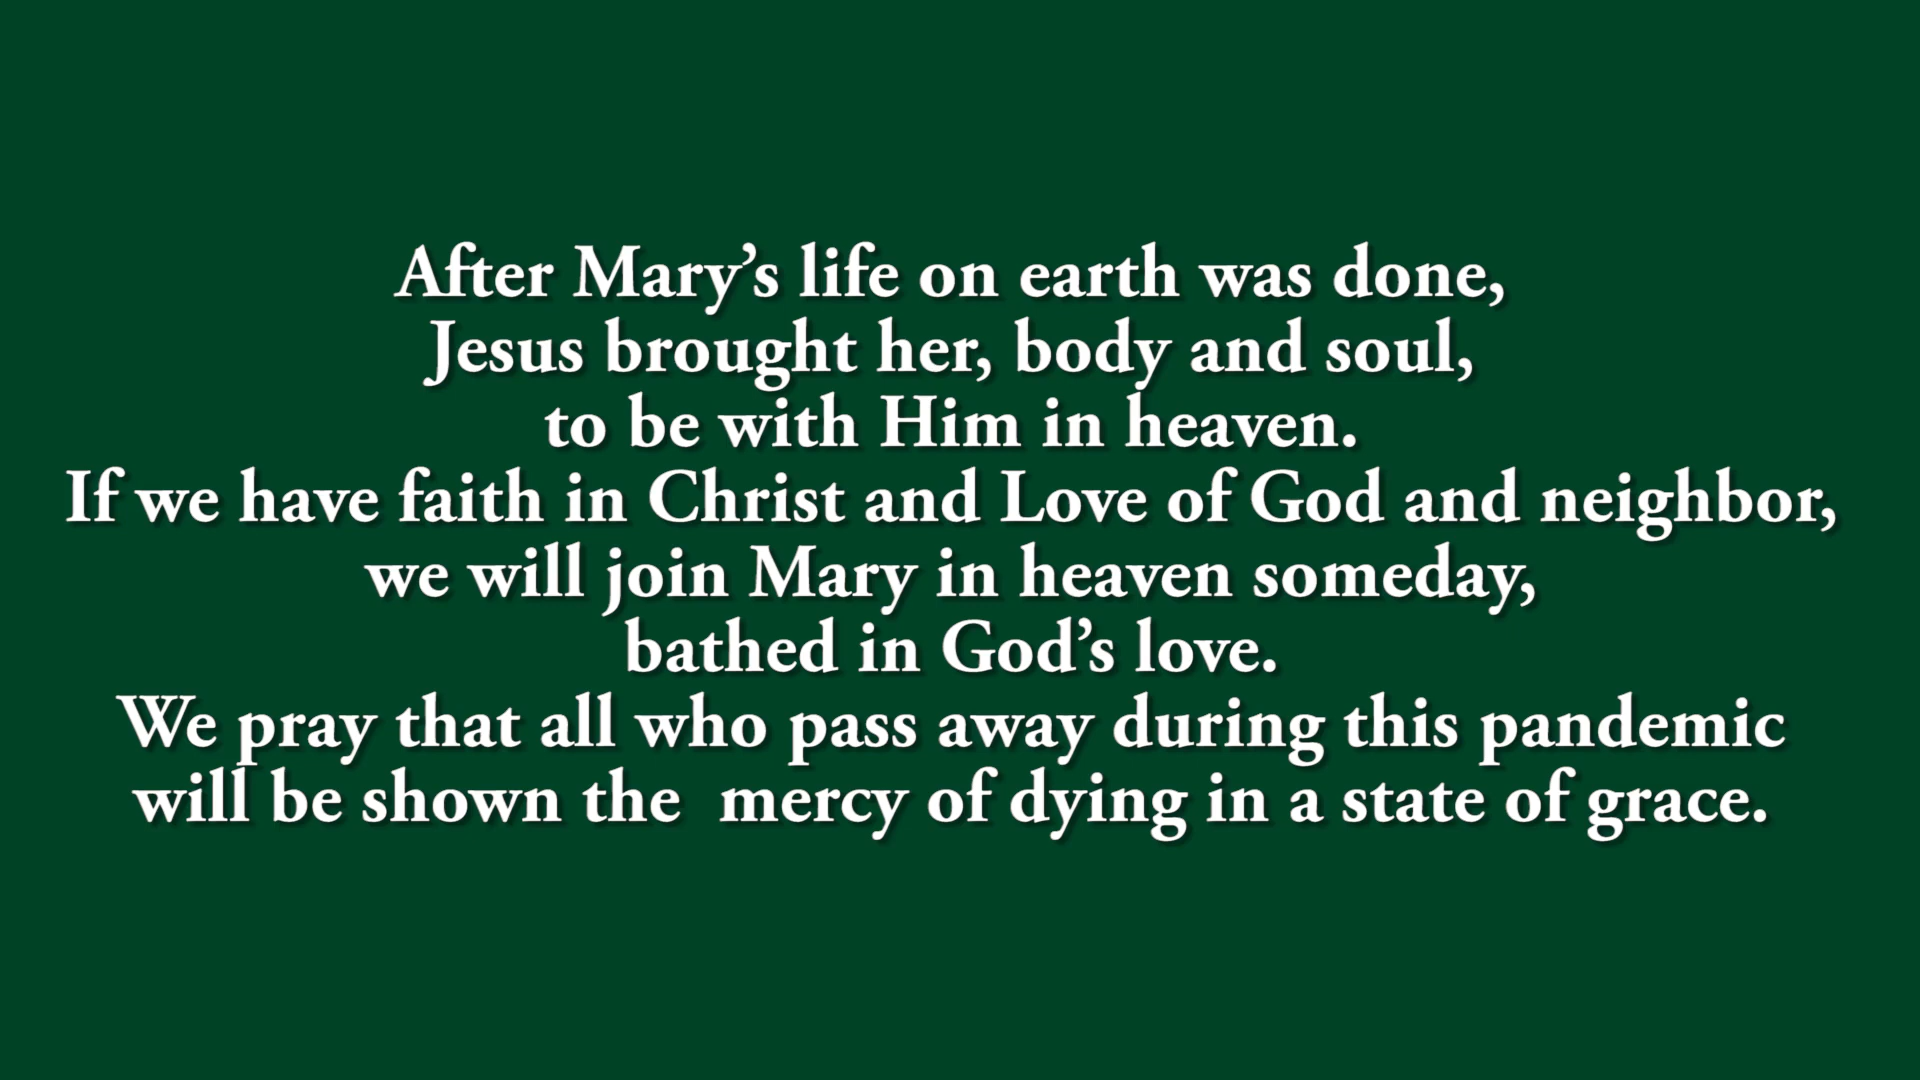 After Mary’s life on earth was done,
Jesus brought her, body and soul,
to be with Him in heaven.
If we have faith in Christ and Love of God and neighbor,
we will join Mary in heaven someday,
bathed in God’s love.
We pray that all who pass away during this pandemic
will be shown the  mercy of dying in a state of grace.